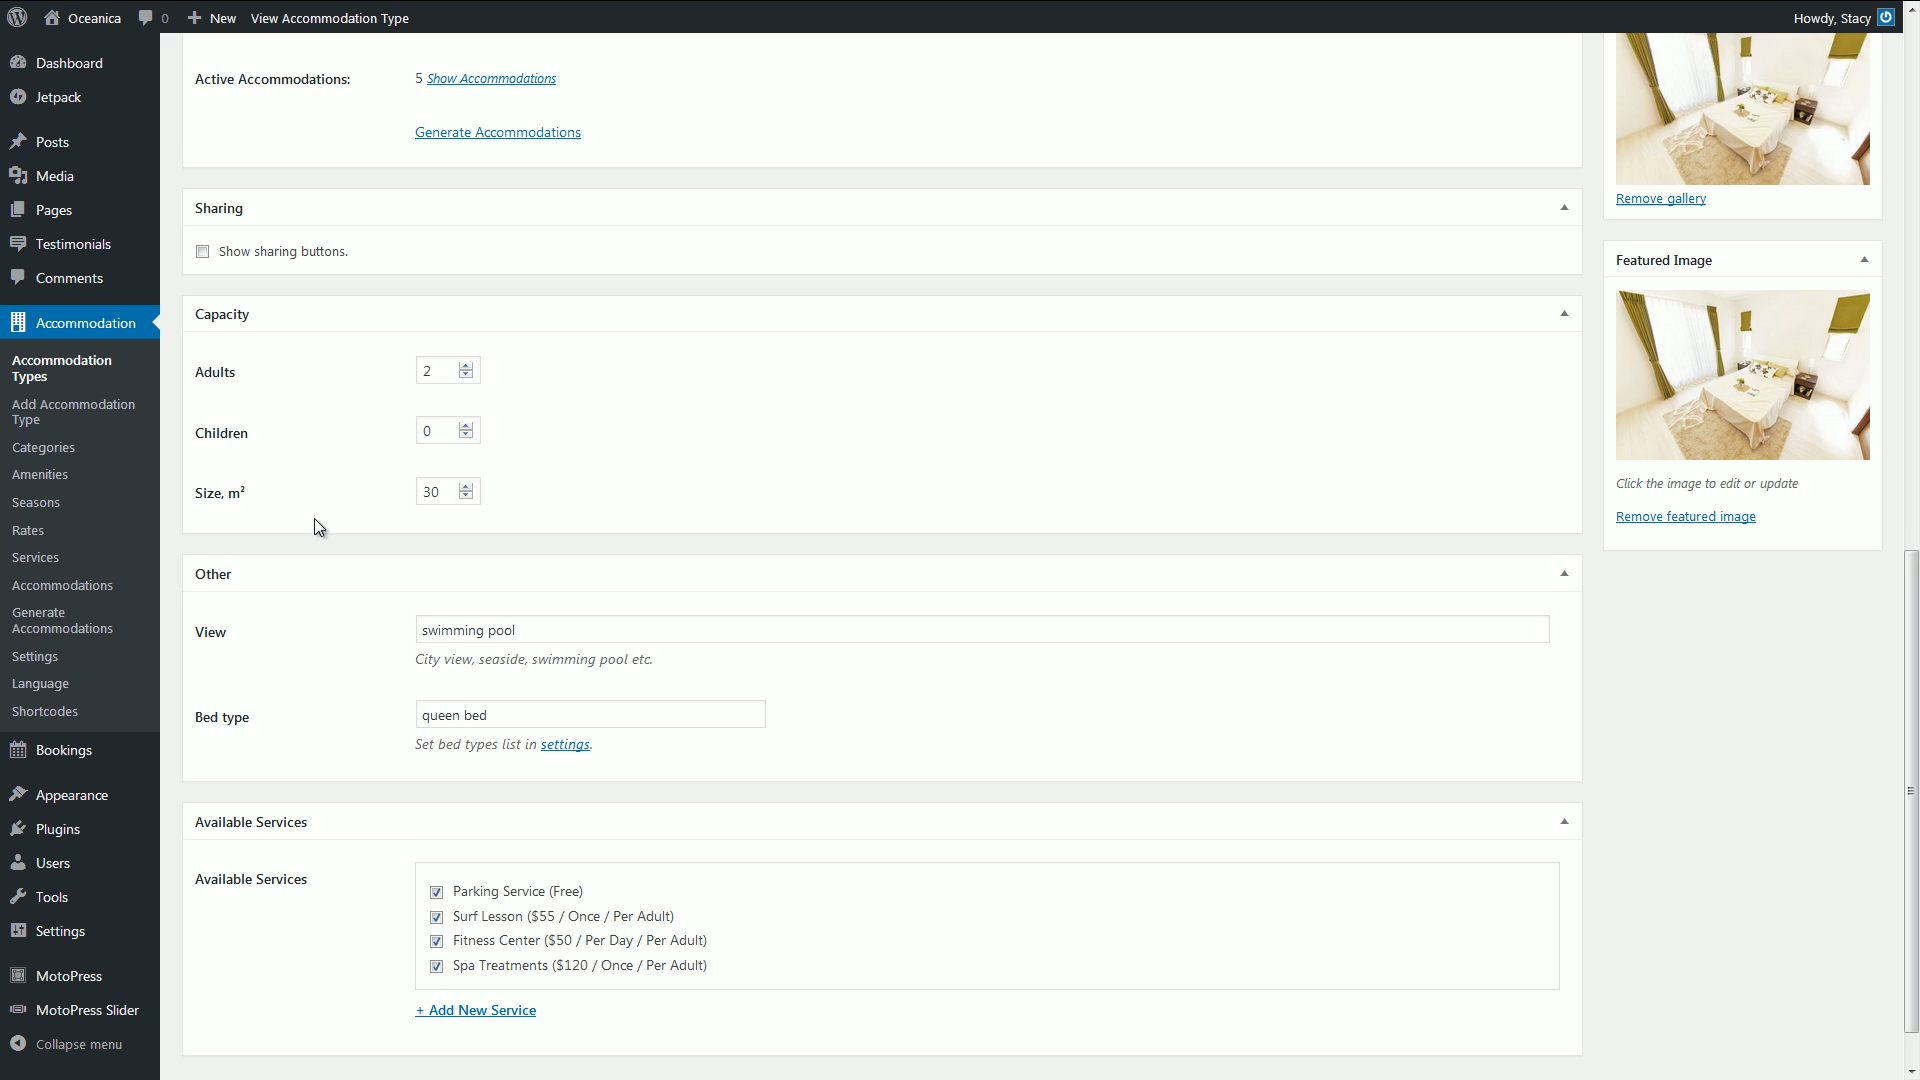 Oceanica
0
New
View Accommodation Type
Howdy, Stacy
Dashboard
Jetpack
Posts
Media
Pages
Testimonials
Comments
Accommodation
Accommodation
Types
Add Accommodation
Type
Categories
Amenities
Seasons
Rates
Services
Accommodations
Generate
Accommodations
Settings
Language
Shortcodes
Bookings
Appearance
Plugins
Users
Tools
Settings
MotoPress
MotoPress Slider
Collapse menu
Active Accommodations:
5 Show Accommodations
Generate Accommodations
Sharing
Show sharing buttons.
Capacity
Adults
2
Children
0
Size, m²
30
Other
View
swimming pool
City view, seaside, swimming pool etc.
Bed type
queen bed
Set bed types list in settings.
Available Services
Available Services
Parking Service (Free)
Surf Lesson ($55 / Once / Per Adult)
Fitness Center ($50 / Per Day / Per Adult)
Spa Treatments ($120 / Once / Per Adult)
+ Add New Service
Remove gallery
Featured Image
Click the image to edit or update
Remove featured image